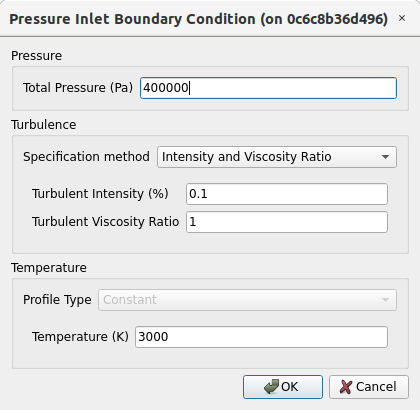 Pressure Inlet Boundary Condition (on 0c6c8b36d496) ×
Pressure
Total Pressure (Pa) 400000
Turbulence
Specification method Intensity and Viscosity Ratio
Turbulent Intensity (%) 0.1
Turbulent Viscosity Ratio 1
Temperature
Profile Type Constant
Temperature (K) 3000
OK Cancel